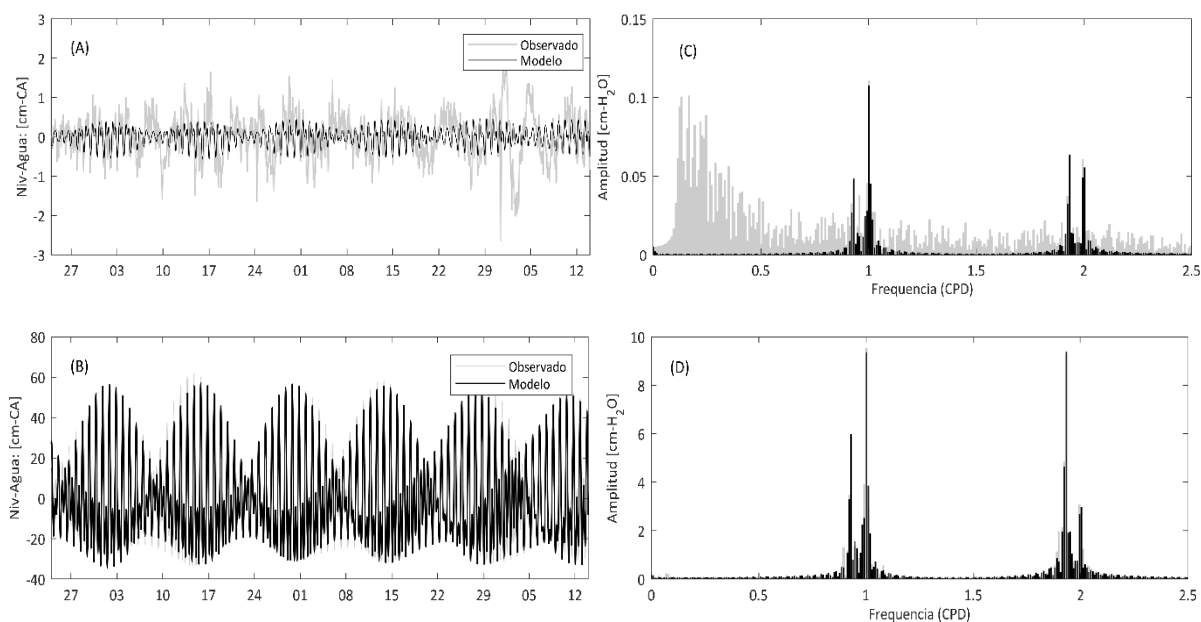 (A)
Observado
Modelo
Niv-Agua: [cm-CA]
3
2
1
0
-1
-2
-3
27 03 10 17 24 01 08 15 22 29 05 12
(C)
Amplitud [cm-H₂O]
0.15
0.1
0.05
0
0 0.5 1 1.5 2 2.5
Frequencia (CPD)
(B)
Observado
Modelo
Niv-Agua: [cm-CA]
80
60
40
20
0
-20
-40
27 03 10 17 24 01 08 15 22 29 05 12
(D)
Amplitud [cm-H₂O]
10
8
6
4
2
0
0 0.5 1 1.5 2 2.5
Frequencia (CPD)